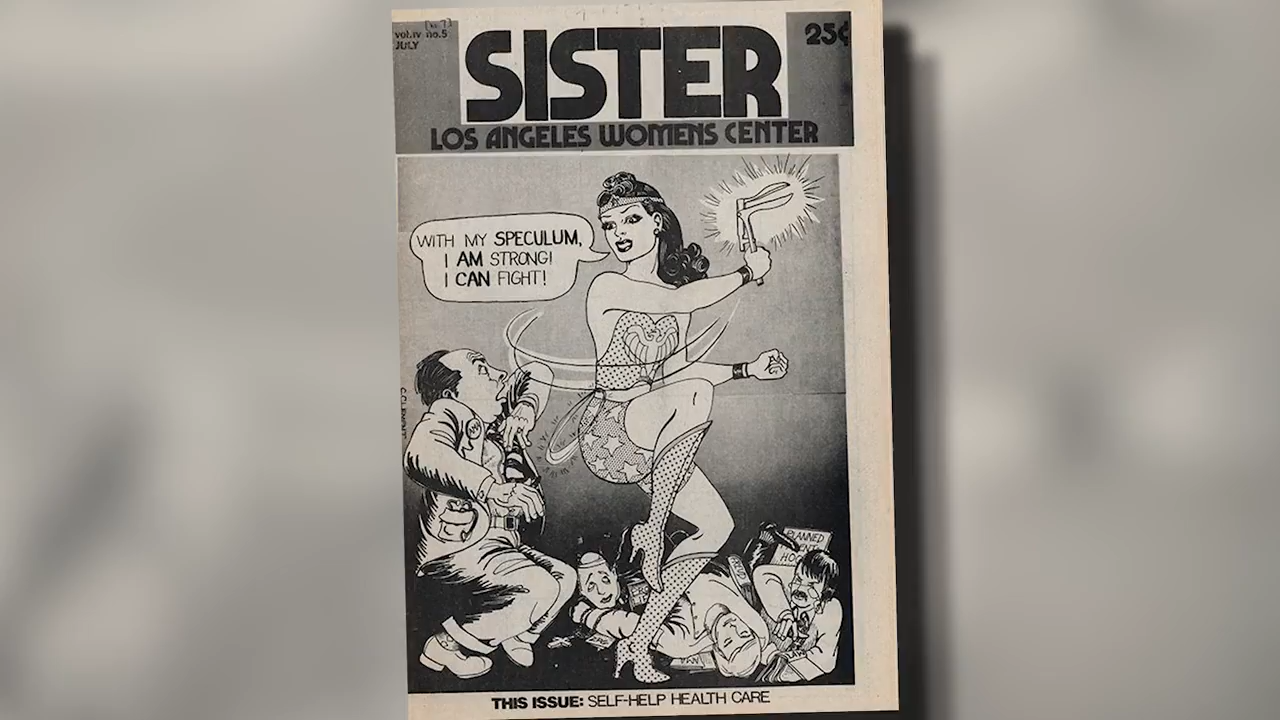 vol.IV no.5
JULY
25¢
SISTER
LOS ANGELES WOMENS CENTER
WITH MY SPECULUM,
I AM STRONG!
I CAN FIGHT!
PLANNED
THIS ISSUE: SELF-HELP HEALTH CARE